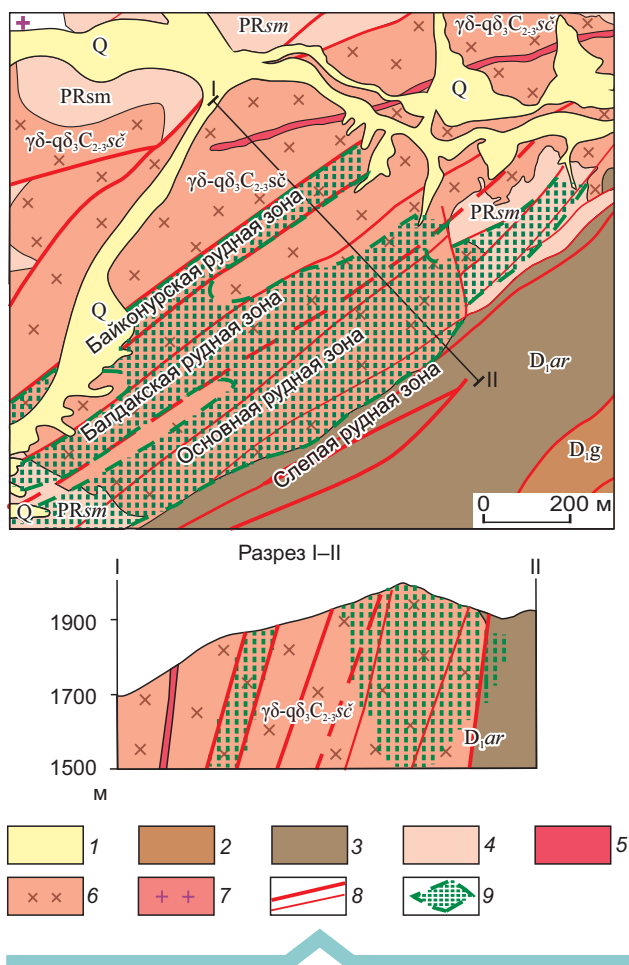 PRsm
γδ-qδ₃C₂₋₃sč
Q
PRsm
I
Q
γδ-qδ₃C₂₋₃sč
γδ-qδ₃C₂₋₃sč
PRsm
Байконурская рудная зона
Q
Балдакская рудная зона
D₁ar
Основная рудная зона
II
Слепая рудная зона
D₁g
Q
PRsm
0 200 м
Разрез I–II
I II
1900
1700
γδ-qδ₃C₂₋₃sč
D₁ar
1500
м
1 2 3 4 5
6 7 8 9